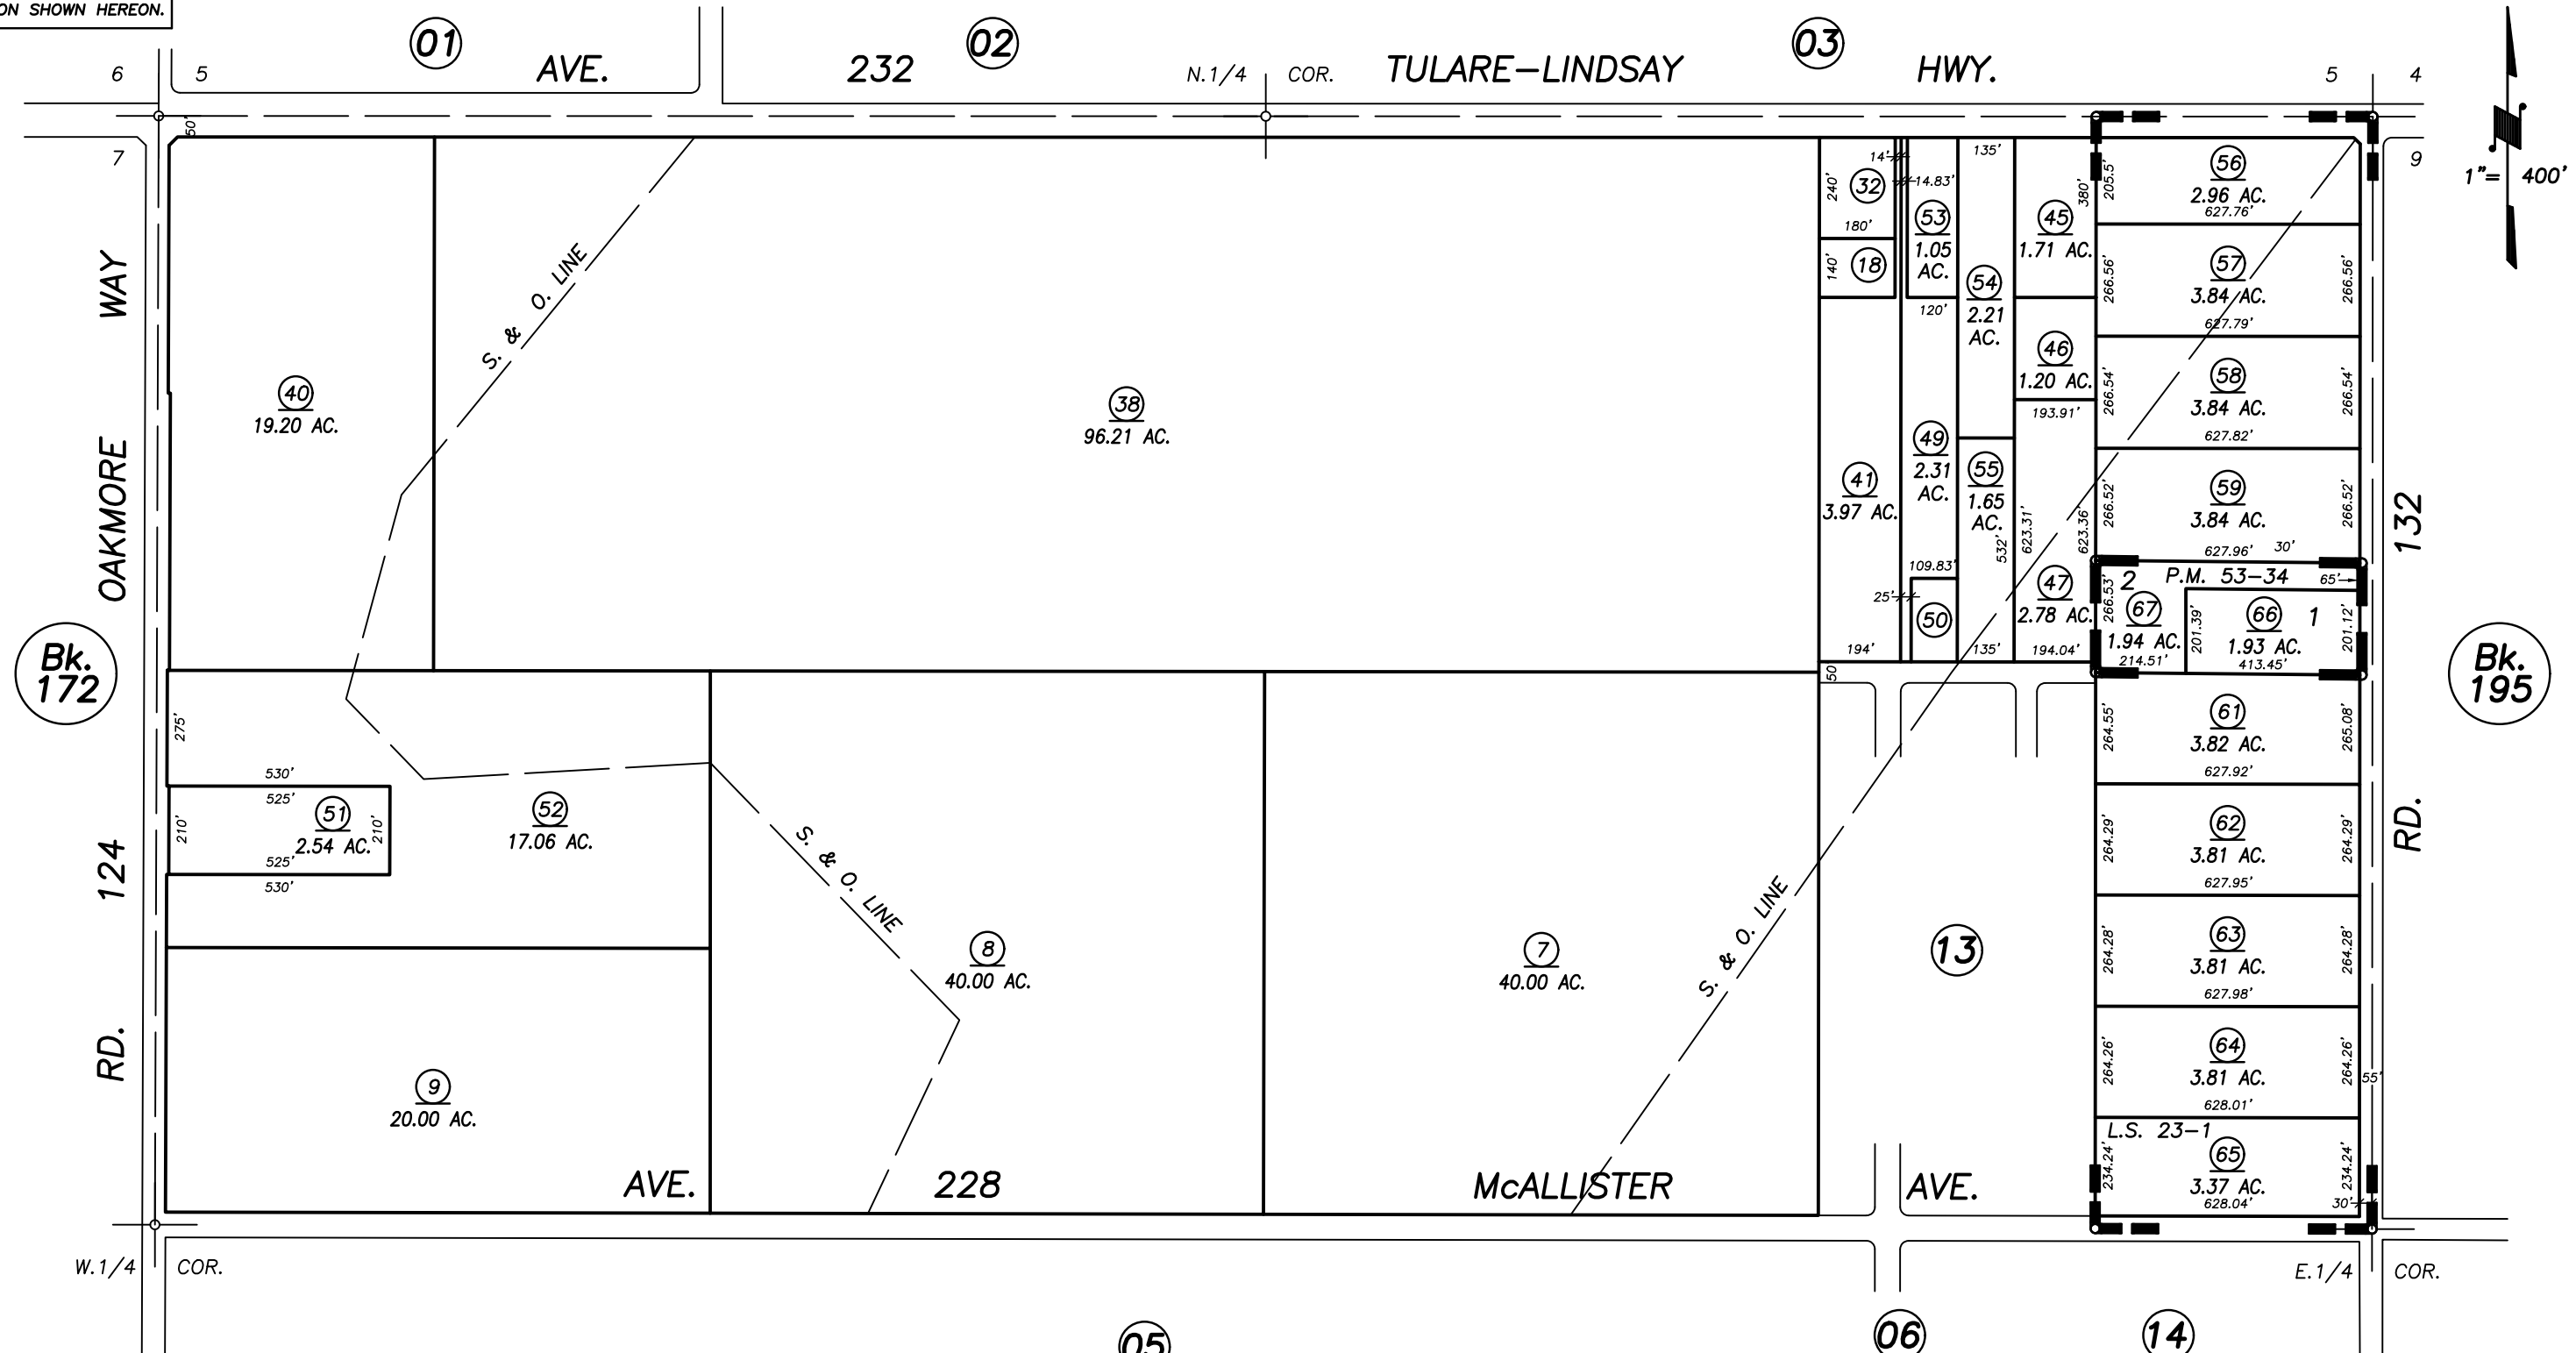 ON SHOWN HEREON.
01
02
03
AVE. 232 TULARE-LINDSAY HWY.
N.1/4 COR.
6 5
5 4
7
9
1"= 400'
50'
WAY
OAKMORE
124
RD.
Bk.
172
S. & O. LINE
40
19.20 AC.
38
96.21 AC.
240'
32
180'
140'
18
14'
14.83'
53
1.05
AC.
120'
135'
54
2.21
AC.
380'
45
1.71 AC.
46
1.20 AC.
193.91'
41
3.97 AC.
194'
49
2.31
AC.
109.83'
25'
50
55
1.65
AC.
532'
135'
623.31'
623.36'
47
2.78 AC.
194.04'
50
205.5'
56
2.96 AC.
627.76'
266.56'
57
3.84 AC.
266.56'
627.79'
266.54'
58
3.84 AC.
266.54'
627.82'
266.52'
59
3.84 AC.
266.52'
627.96' 30'
2 P.M. 53-34 65'
266.53'
67
1.94 AC.
214.51'
201.39'
66 1
1.93 AC.
413.45'
201.12'
264.55'
61
3.82 AC.
265.08'
627.92'
264.29'
62
3.81 AC.
264.29'
627.95'
264.28'
63
3.81 AC.
264.28'
627.98'
264.26'
64
3.81 AC.
264.26'
55'
628.01'
L.S. 23-1
234.24'
65
3.37 AC.
234.24'
628.04' 30'
132
RD.
Bk.
195
275'
530'
525'
210'
51
2.54 AC.
210'
525'
530'
52
17.06 AC.
S. & O. LINE
8
40.00 AC.
7
40.00 AC.
S. & O. LINE
13
9
20.00 AC.
AVE. 228 McALLISTER AVE.
W.1/4 COR.
E.1/4 COR.
05
06
14